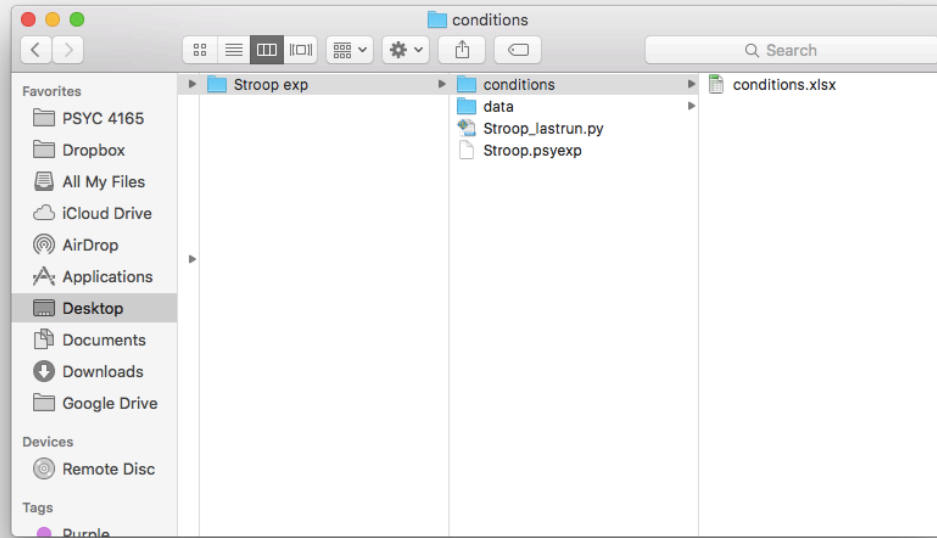 conditions
Search
Favorites
PSYC 4165
Dropbox
All My Files
iCloud Drive
AirDrop
Applications
Desktop
Documents
Downloads
Google Drive
Devices
Remote Disc
Tags
Purple
Stroop exp
conditions
data
Stroop_lastrun.py
Stroop.psyexp
conditions.xlsx